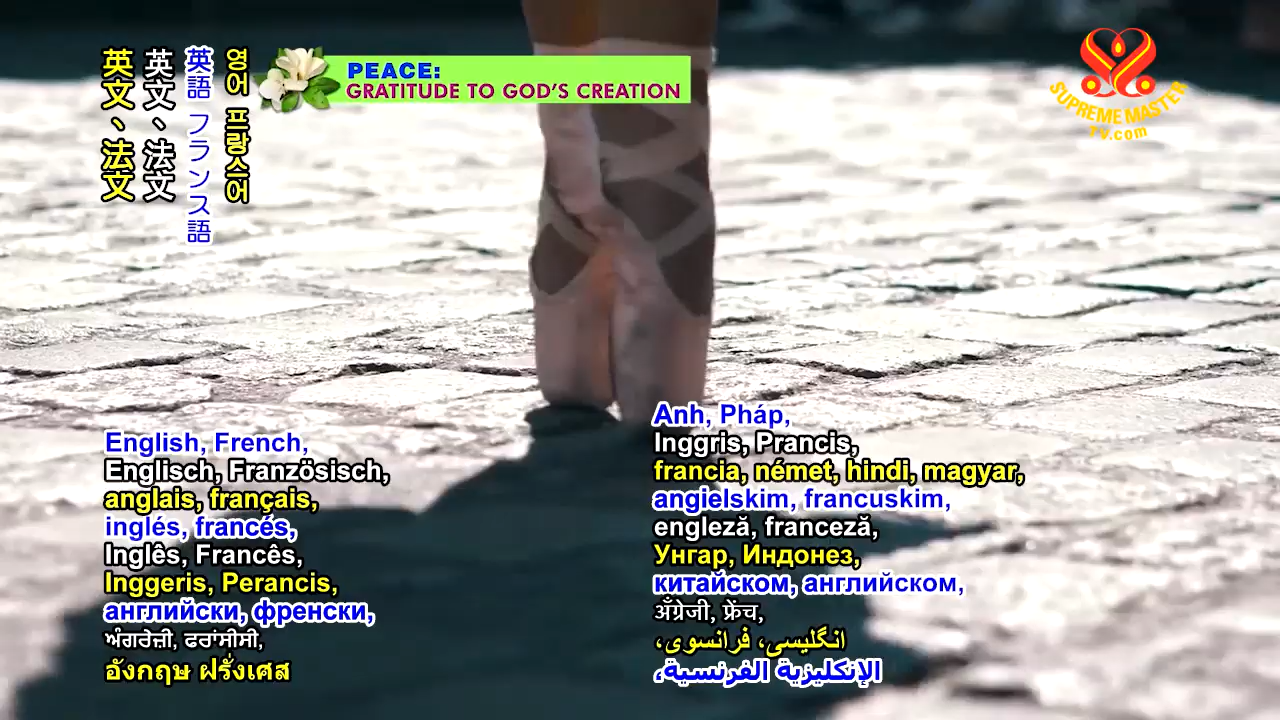 英文、法文
英文、法文
英語 フランス語
영어 프랑스어
PEACE:
GRATITUDE TO GOD'S CREATION
SUPREME MASTER
TV.com
English, French,
Englisch, Französisch,
anglais, français,
inglés, francés,
Inglês, Francês,
Inggeris, Perancis,
английски, френски,
ਅੰਗਰੇਜ਼ੀ, ਫਰਾਂਸੀਸੀ,
อังกฤษ ฝรั่งเศส
Anh, Pháp,
Inggris, Prancis,
francia, német, hindi, magyar,
angielskim, francuskim,
engleză, franceză,
Унгар, Индонез,
китайском, английском,
अँग्रेजी, फ्रेंच,
انگلیسی، فرانسوی،
الإنكليزية الفرنسية،